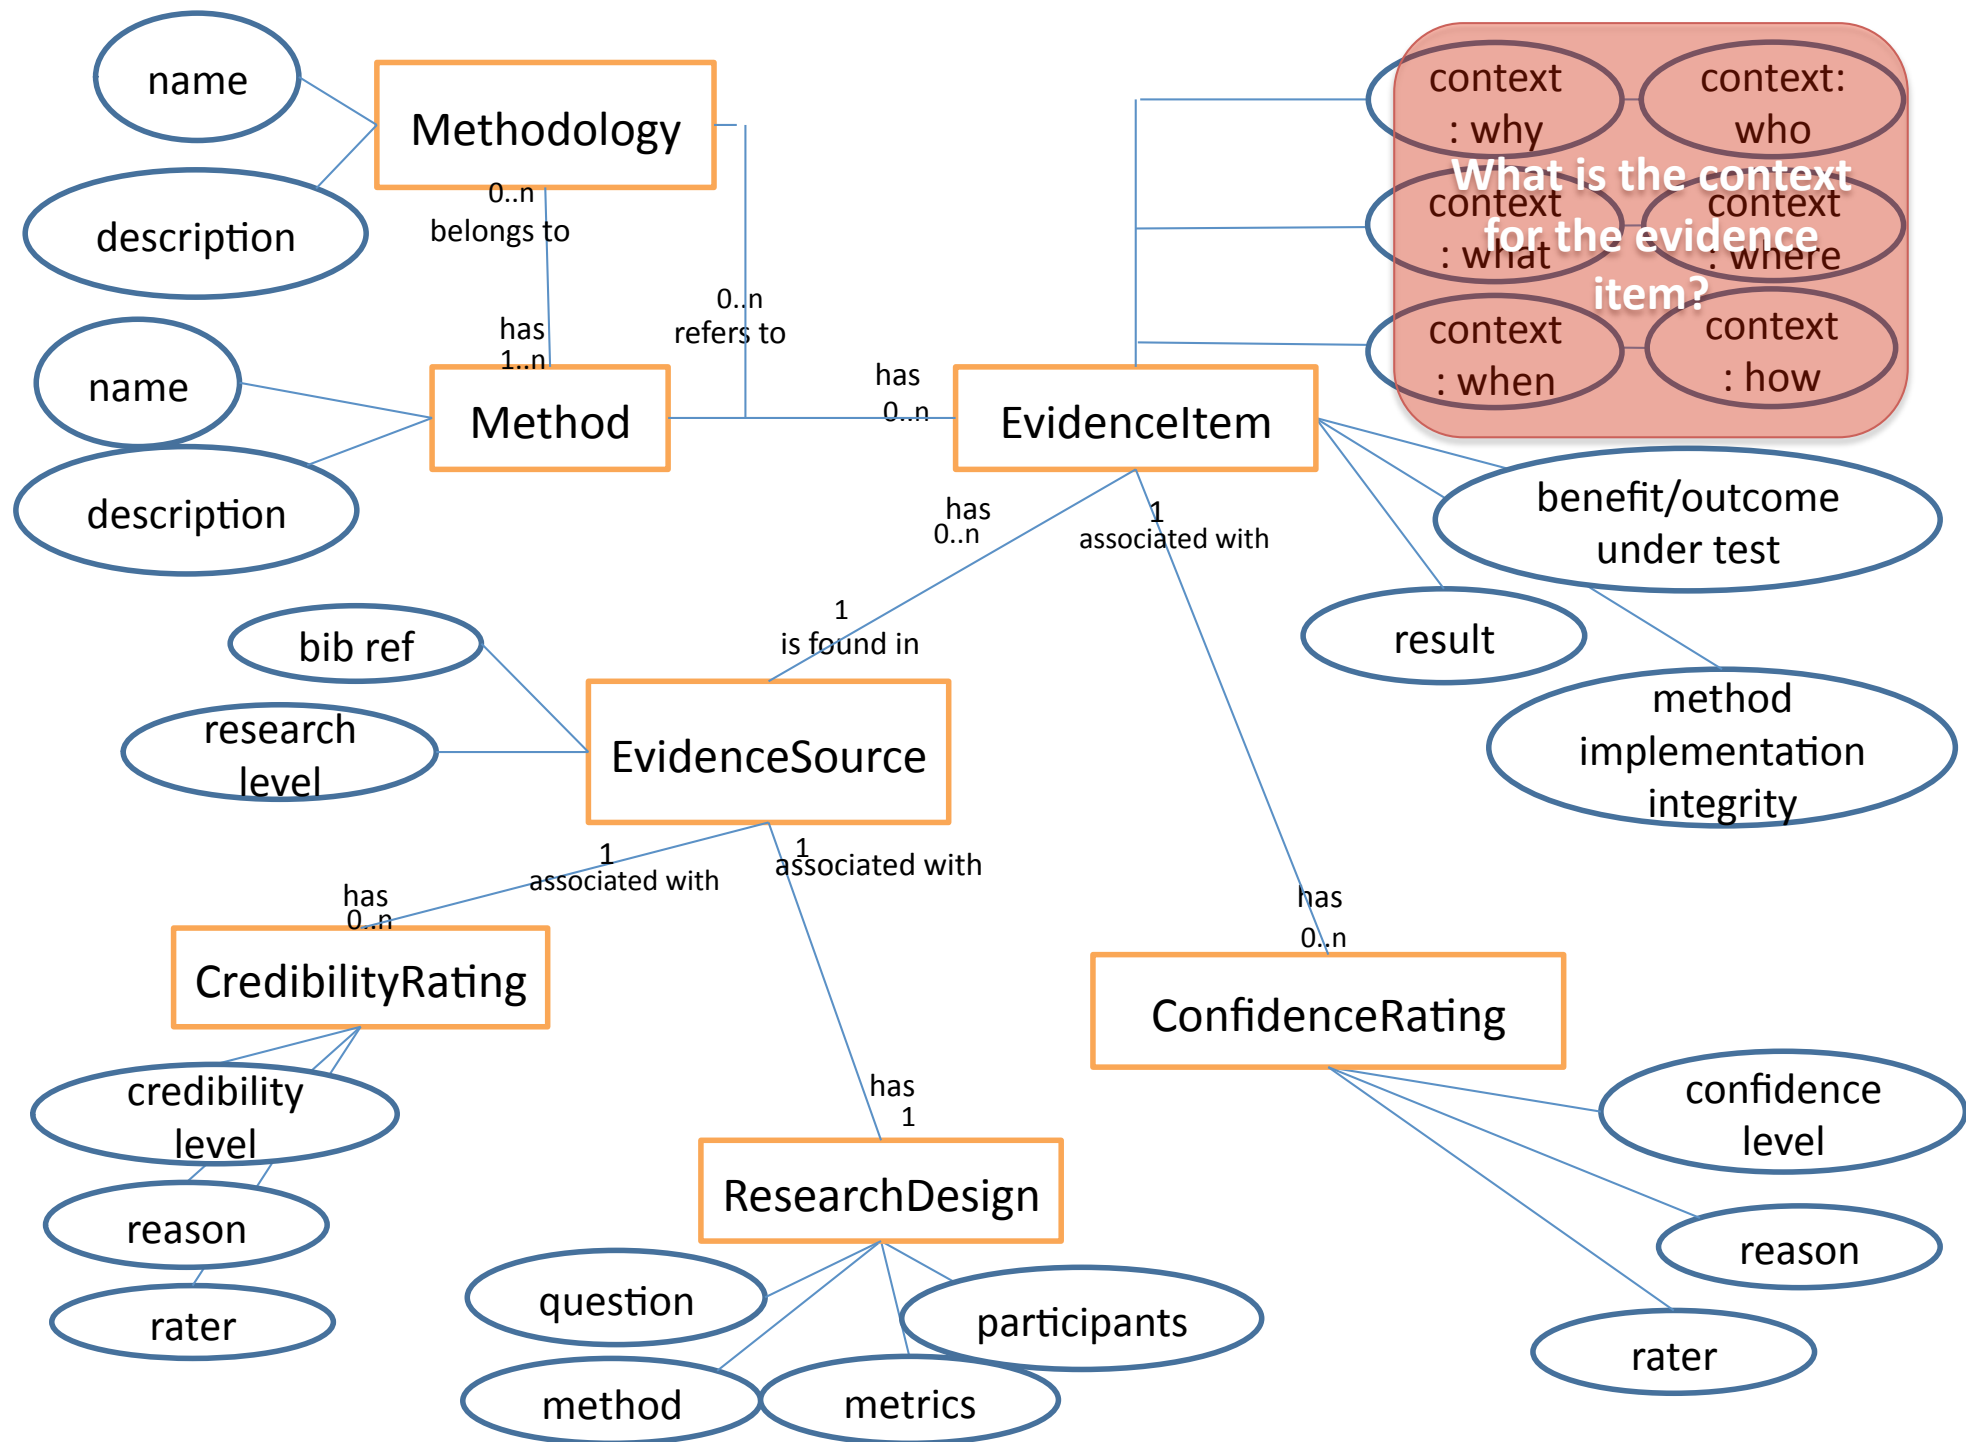 name
Methodology
0..n
belongs to
description
context
: why
context:
who
What is the context
for the evidence
item?
context
: what
context
: where
context
: when
context
: how
0..n
refers to
has
1..n
name
Method
description
has
0..n
EvidenceItem
has
0..n
1
associated with
benefit/outcome
under test
result
method
implementation
integrity
1
is found in
bib ref
research
level
EvidenceSource
1
associated with
1
associated with
has
0..n
CredibilityRating
has
0..n
ConfidenceRating
credibility
level
reason
rater
has
1
ResearchDesign
question
participants
method
metrics
confidence
level
reason
rater